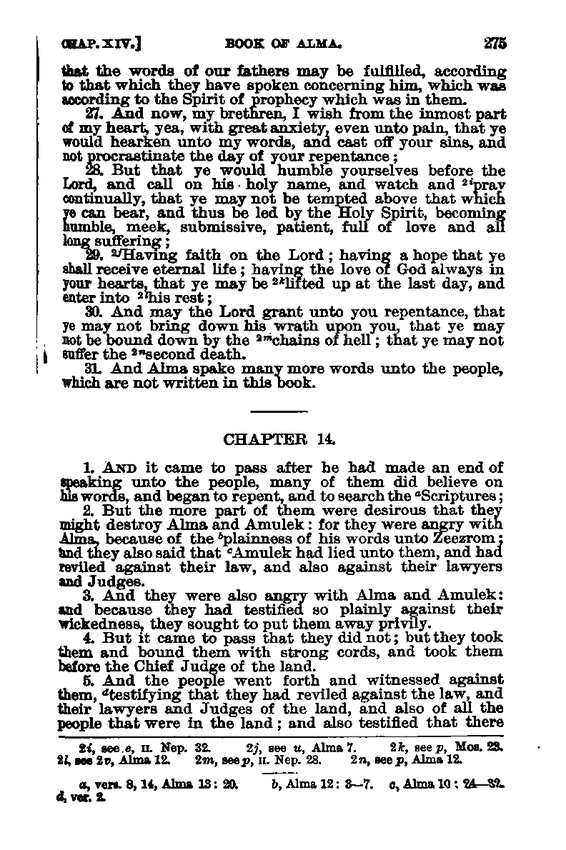 CHAP. XIV.] BOOK OF ALMA. 275
that the words of our fathers may be fulfilled, according
to that which they have spoken concerning him, which was
according to the Spirit of prophecy which was in them.
27. And now, my brethren, I wish from the inmost part
of my heart, yea, with great anxiety, even unto pain, that ye
would hearken unto my words, and cast off your sins, and
not procrastinate the day of your repentance;
28. But that ye would humble yourselves before the
Lord, and call on his holy name, and watch and 2ipray
continually, that ye may not be tempted above that which
ye can bear, and thus be led by the Holy Spirit, becoming
humble, meek, submissive, patient, full of love and all
long suffering;
29. 2jHaving faith on the Lord; having a hope that ye
shall receive eternal life; having the love of God always in
your hearts, that ye may be 2klifted up at the last day, and
enter into 2lhis rest;
30. And may the Lord grant unto you repentance, that
ye may not bring down his wrath upon you, that ye may
not be bound down by the 2mchains of hell; that ye may not
suffer the 2nsecond death.
31. And Alma spake many more words unto the people,
which are not written in this book.
CHAPTER 14.
1. AND it came to pass after he had made an end of
speaking unto the people, many of them did believe on
his words, and began to repent, and to search the aScriptures;
2. But the more part of them were desirous that they
might destroy Alma and Amulek: for they were angry with
Alma, because of the bplainness of his words unto Zeezrom;
and they also said that cAmulek had lied unto them, and had
reviled against their law, and also against their lawyers
and Judges.
3. And they were also angry with Alma and Amulek:
and because they had testified so plainly against their
wickedness, they sought to put them away privily.
4. But it came to pass that they did not; but they took
them and bound them with strong cords, and took them
before the Chief Judge of the land.
5. And the people went forth and witnessed against
them, dtestifying that they had reviled against the law, and
their lawyers and Judges of the land, and also of all the
people that were in the land; and also testified that there
2i, see e, II. Nep. 32. 2j, see u, Alma 7. 2k, see p, Mos. 23.
2l, see 2v, Alma 12. 2m, see p, II. Nep. 28. 2n, see p, Alma 12.
a, vers. 8, 14, Alma 13: 20. b, Alma 12: 3—7. c, Alma 10: 24—32.
d, ver. 2.